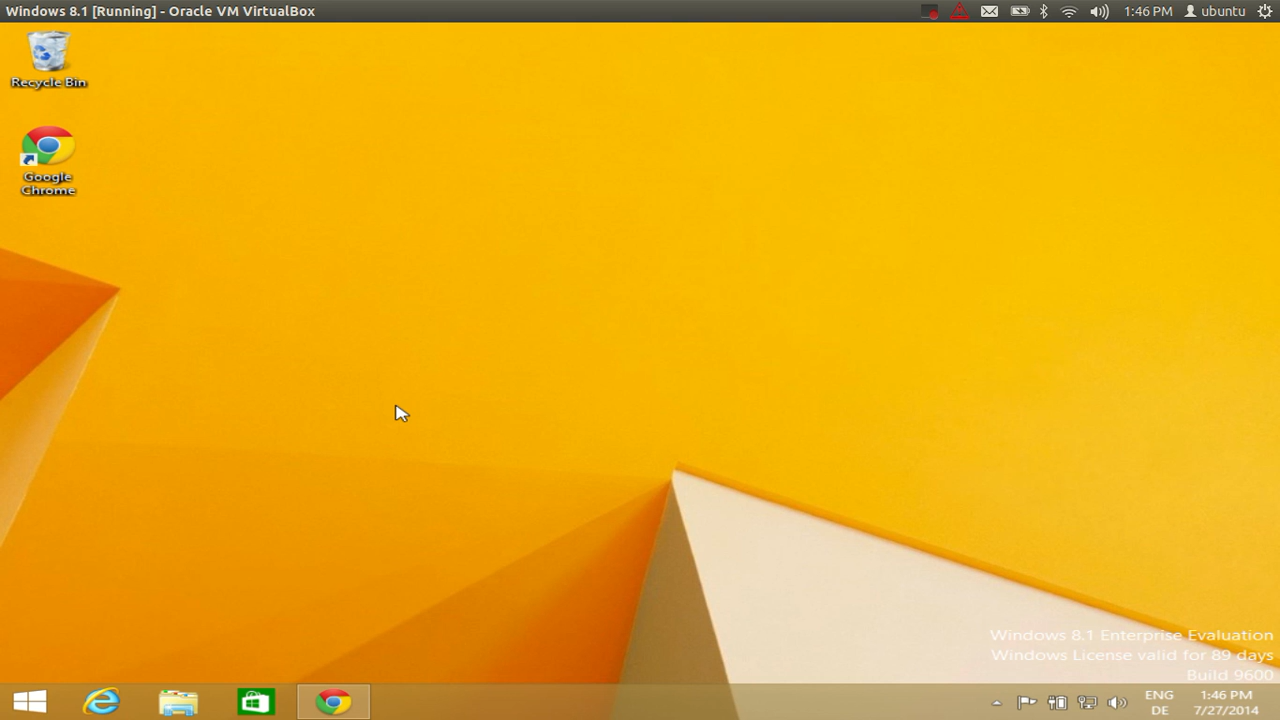 Windows 8.1 [Running] - Oracle VM VirtualBox
1:46 PM ubuntu
Recycle Bin
Google
Chrome
Windows 8.1 Enterprise Evaluation
Windows License valid for 89 days
Build 9600
ENG 1:46 PM
DE 7/27/2014